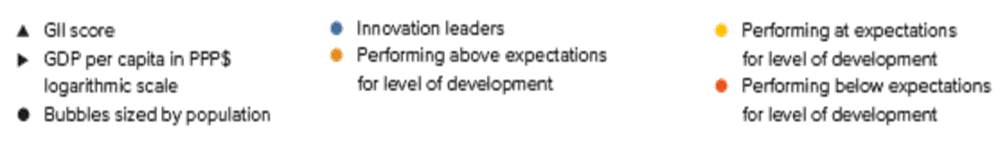 GII score
GDP per capita in PPP$
logarithmic scale
Bubbles sized by population
Innovation leaders
Performing above expectations
for level of development
Performing at expectations
for level of development
Performing below expectations
for level of development